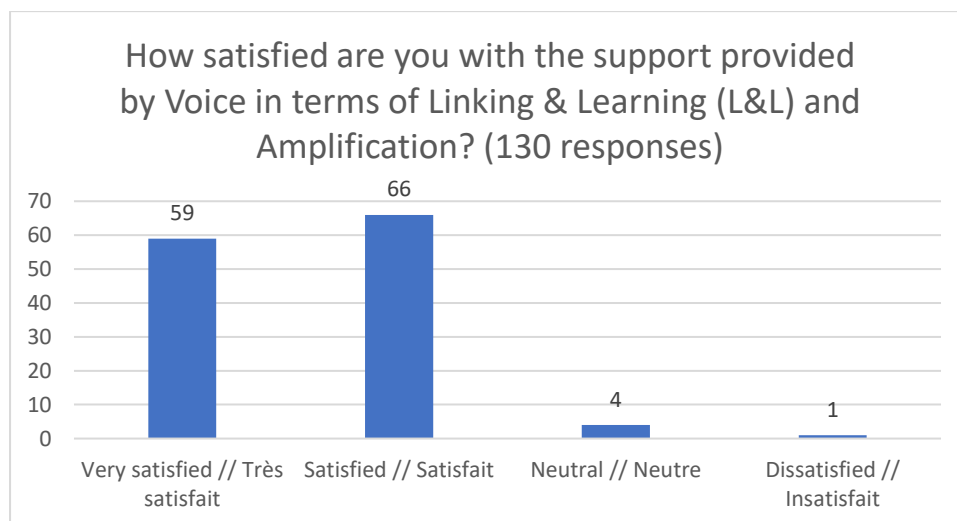 How satisfied are you with the support provided
by Voice in terms of Linking & Learning (L&L) and
Amplification? (130 responses)
70
60
50
40
30
20
10
0
59
66
4
1
Very satisfied // Très
satisfait
Satisfied // Satisfait
Neutral // Neutre
Dissatisfied //
Insatisfait